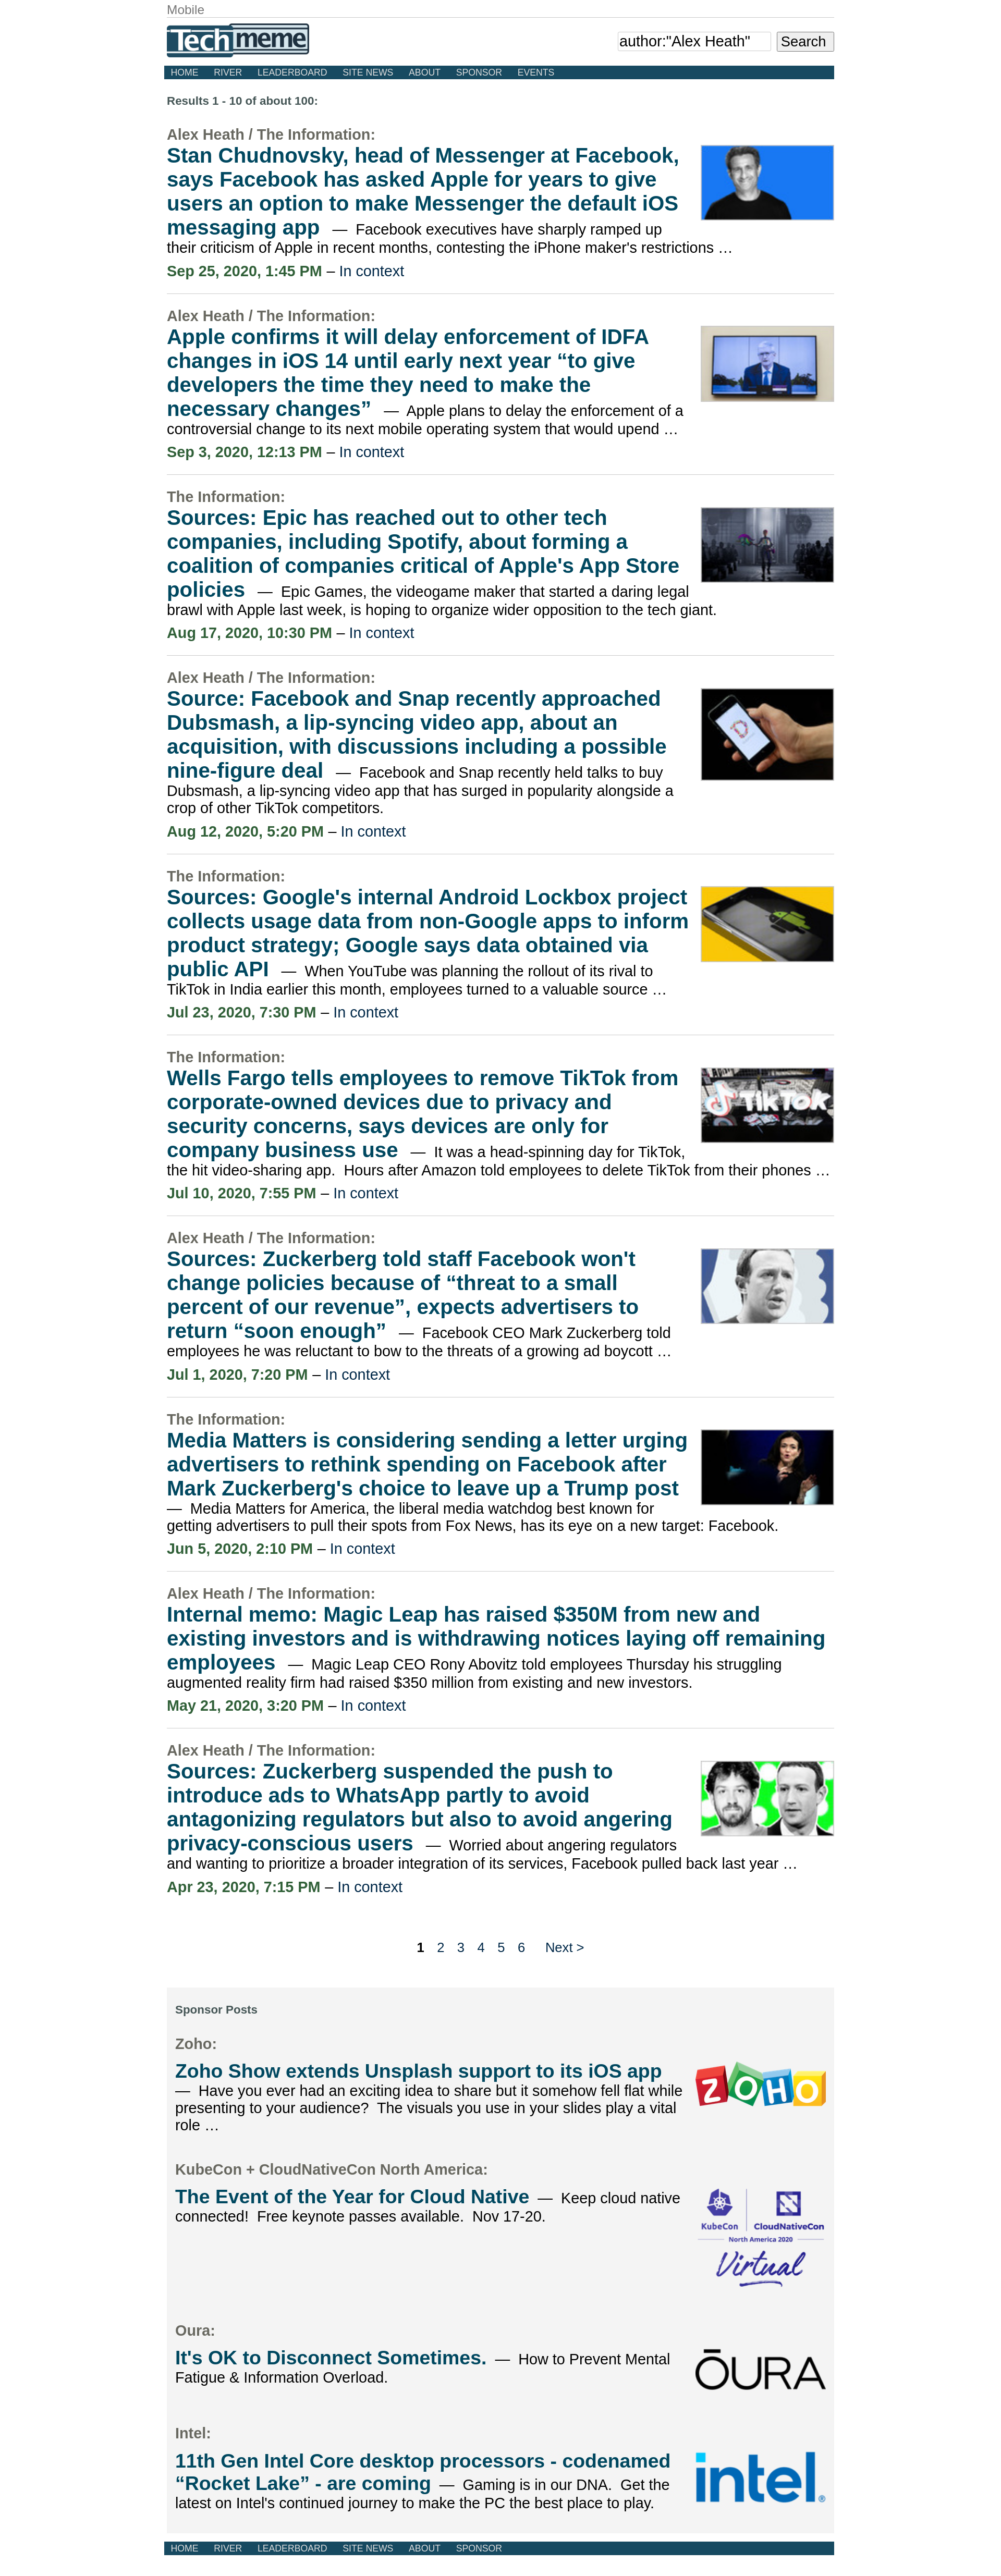 Mobile
Techmeme
author:"Alex Heath"
Search
HOME RIVER LEADERBOARD SITE NEWS ABOUT SPONSOR EVENTS
Results 1 - 10 of about 100:
Alex Heath / The Information:
Stan Chudnovsky, head of Messenger at Facebook,
says Facebook has asked Apple for years to give
users an option to make Messenger the default iOS
messaging app — Facebook executives have sharply ramped up
their criticism of Apple in recent months, contesting the iPhone maker's restrictions …
Sep 25, 2020, 1:45 PM – In context
Alex Heath / The Information:
Apple confirms it will delay enforcement of IDFA
changes in iOS 14 until early next year “to give
developers the time they need to make the
necessary changes” — Apple plans to delay the enforcement of a
controversial change to its next mobile operating system that would upend …
Sep 3, 2020, 12:13 PM – In context
The Information:
Sources: Epic has reached out to other tech
companies, including Spotify, about forming a
coalition of companies critical of Apple's App Store
policies — Epic Games, the videogame maker that started a daring legal
brawl with Apple last week, is hoping to organize wider opposition to the tech giant.
Aug 17, 2020, 10:30 PM – In context
Alex Heath / The Information:
Source: Facebook and Snap recently approached
Dubsmash, a lip-syncing video app, about an
acquisition, with discussions including a possible
nine-figure deal — Facebook and Snap recently held talks to buy
Dubsmash, a lip-syncing video app that has surged in popularity alongside a
crop of other TikTok competitors.
Aug 12, 2020, 5:20 PM – In context
The Information:
Sources: Google's internal Android Lockbox project
collects usage data from non-Google apps to inform
product strategy; Google says data obtained via
public API — When YouTube was planning the rollout of its rival to
TikTok in India earlier this month, employees turned to a valuable source …
Jul 23, 2020, 7:30 PM – In context
The Information:
Wells Fargo tells employees to remove TikTok from
corporate-owned devices due to privacy and
security concerns, says devices are only for
company business use — It was a head-spinning day for TikTok,
the hit video-sharing app. Hours after Amazon told employees to delete TikTok from their phones …
TikTok
Jul 10, 2020, 7:55 PM – In context
Alex Heath / The Information:
Sources: Zuckerberg told staff Facebook won't
change policies because of “threat to a small
percent of our revenue”, expects advertisers to
return “soon enough” — Facebook CEO Mark Zuckerberg told
employees he was reluctant to bow to the threats of a growing ad boycott …
Jul 1, 2020, 7:20 PM – In context
The Information:
Media Matters is considering sending a letter urging
advertisers to rethink spending on Facebook after
Mark Zuckerberg's choice to leave up a Trump post
— Media Matters for America, the liberal media watchdog best known for
getting advertisers to pull their spots from Fox News, has its eye on a new target: Facebook.
Jun 5, 2020, 2:10 PM – In context
Alex Heath / The Information:
Internal memo: Magic Leap has raised $350M from new and
existing investors and is withdrawing notices laying off remaining
employees — Magic Leap CEO Rony Abovitz told employees Thursday his struggling
augmented reality firm had raised $350 million from existing and new investors.
May 21, 2020, 3:20 PM – In context
Alex Heath / The Information:
Sources: Zuckerberg suspended the push to
introduce ads to WhatsApp partly to avoid
antagonizing regulators but also to avoid angering
privacy-conscious users — Worried about angering regulators
and wanting to prioritize a broader integration of its services, Facebook pulled back last year …
Apr 23, 2020, 7:15 PM – In context
1 2 3 4 5 6 Next >
Sponsor Posts
Zoho:
Zoho Show extends Unsplash support to its iOS app
— Have you ever had an exciting idea to share but it somehow fell flat while
presenting to your audience? The visuals you use in your slides play a vital
role …
ZOHO
KubeCon + CloudNativeCon North America:
The Event of the Year for Cloud Native — Keep cloud native
connected! Free keynote passes available. Nov 17-20.
KubeCon CloudNativeCon
North America 2020
Virtual
Oura:
It's OK to Disconnect Sometimes. — How to Prevent Mental
Fatigue & Information Overload.
ŌURA
Intel:
11th Gen Intel Core desktop processors - codenamed
“Rocket Lake” - are coming — Gaming is in our DNA. Get the
latest on Intel's continued journey to make the PC the best place to play.
intel®
HOME RIVER LEADERBOARD SITE NEWS ABOUT SPONSOR